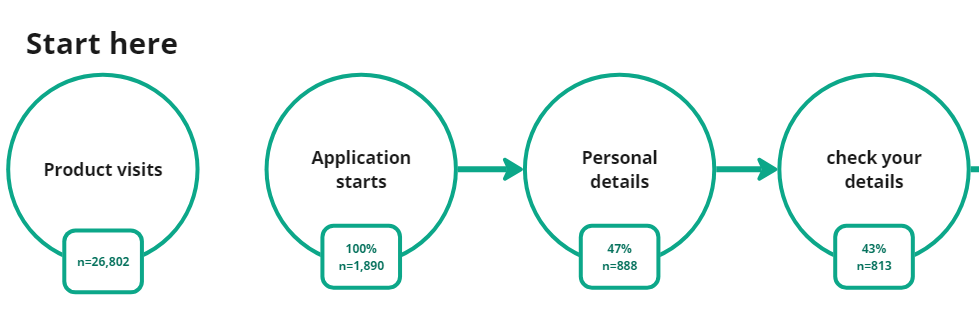 Start here
Product visits
n=26,802
Application
starts
100%
n=1,890
Personal
details
47%
n=888
check your
details
43%
n=813